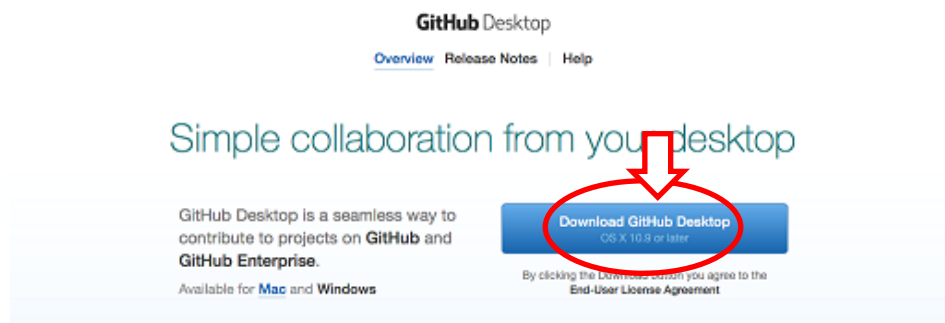 GitHub Desktop
Overview Release Notes | Help
Simple collaboration from your desktop
GitHub Desktop is a seamless way to
contribute to projects on GitHub and
GitHub Enterprise.
Available for Mac and Windows
Download GitHub Desktop
OS X 10.9 or later
By clicking the Download button you agree to the
End-User License Agreement